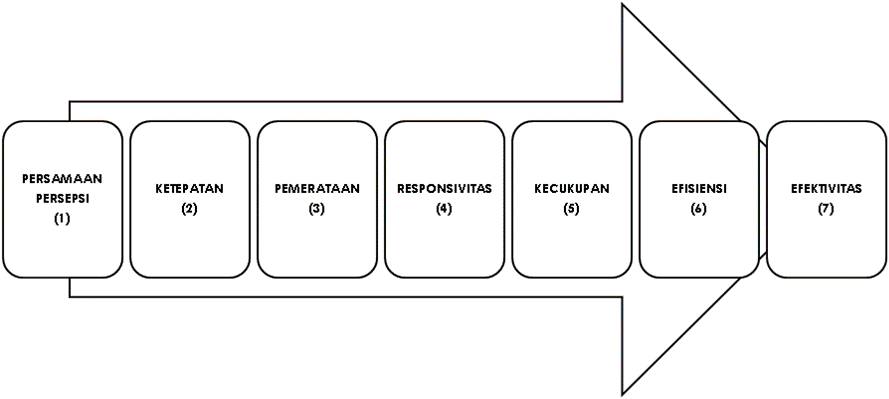 PERSAMAAN
PERSEPSI
(1)
KETEPATAN
(2)
PEMERATAAN
(3)
RESPONSIVITAS
(4)
KECUKUPAN
(5)
EFISIENSI
(6)
EFEKTIVITAS
(7)